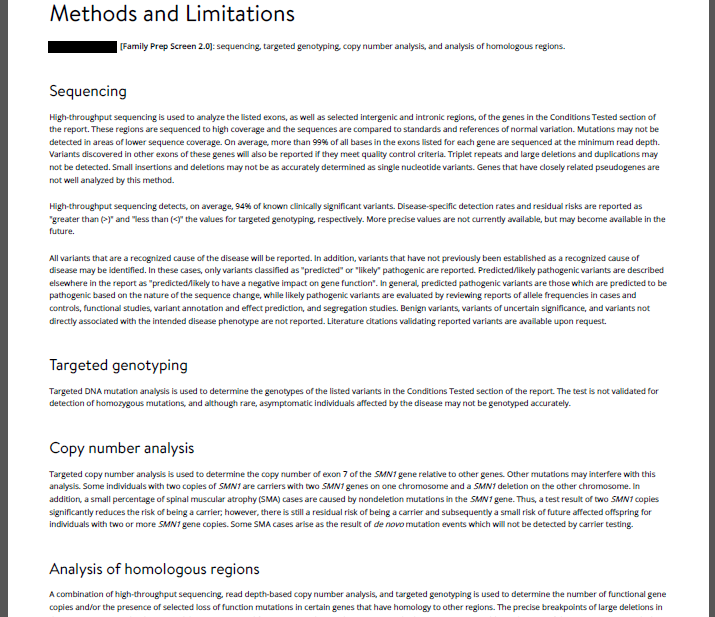 Methods and Limitations
[Family Prep Screen 2.0]: sequencing, targeted genotyping, copy number analysis, and analysis of homologous regions.
Sequencing
High-throughput sequencing is used to analyze the listed exons, as well as selected intergenic and intronic regions, of the genes in the Conditions Tested section of
the report. These regions are sequenced to high coverage and the sequences are compared to standards and references of normal variation. Mutations may not be
detected in areas of lower sequence coverage. On average, more than 99% of all bases in the exons listed for each gene are sequenced at the minimum read depth.
Variants discovered in other exons of these genes will also be reported if they meet quality control criteria. Triplet repeats and large deletions and duplications may
not be detected. Small insertions and deletions may not be as accurately determined as single nucleotide variants. Genes that have closely related pseudogenes are
not well analyzed by this method.
High-throughput sequencing detects, on average, 94% of known clinically significant variants. Disease-specific detection rates and residual risks are reported as
"greater than (>)" and "less than (<)" the values for targeted genotyping, respectively. More precise values are not currently available, but may become available in the
future.
All variants that are a recognized cause of the disease will be reported. In addition, variants that have not previously been established as a recognized cause of
disease may be identified. In these cases, only variants classified as "predicted" or "likely" pathogenic are reported. Predicted/likely pathogenic variants are described
elsewhere in the report as "predicted/likely to have a negative impact on gene function". In general, predicted pathogenic variants are those which are predicted to be
pathogenic based on the nature of the sequence change, while likely pathogenic variants are evaluated by reviewing reports of allele frequencies in cases and
controls, functional studies, variant annotation and effect prediction, and segregation studies. Benign variants, variants of uncertain significance, and variants not
directly associated with the intended disease phenotype are not reported. Literature citations validating reported variants are available upon request.
Targeted genotyping
Targeted DNA mutation analysis is used to determine the genotypes of the listed variants in the Conditions Tested section of the report. The test is not validated for
detection of homozygous mutations, and although rare, asymptomatic individuals affected by the disease may not be genotyped accurately.
Copy number analysis
Targeted copy number analysis is used to determine the copy number of exon 7 of the SMN1 gene relative to other genes. Other mutations may interfere with this
analysis. Some individuals with two copies of SMN1 are carriers with two SMN1 genes on one chromosome and a SMN1 deletion on the other chromosome. In
addition, a small percentage of spinal muscular atrophy (SMA) cases are caused by nondeletion mutations in the SMN1 gene. Thus, a test result of two SMN1 copies
significantly reduces the risk of being a carrier; however, there is still a residual risk of being a carrier and subsequently a small risk of future affected offspring for
individuals with two or more SMN1 gene copies. Some SMA cases arise as the result of de novo mutation events which will not be detected by carrier testing.
Analysis of homologous regions
A combination of high-throughput sequencing, read depth-based copy number analysis, and targeted genotyping is used to determine the number of functional gene
copies and/or the presence of selected loss of function mutations in certain genes that have homology to other regions. The precise breakpoints of large deletions in